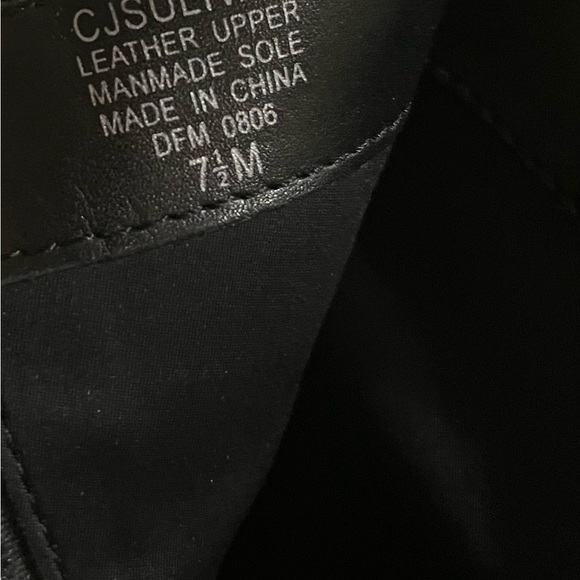 LEATHER UPPER
MANMADE SOLE
MADE IN CHINA
DFM 0806
7½M